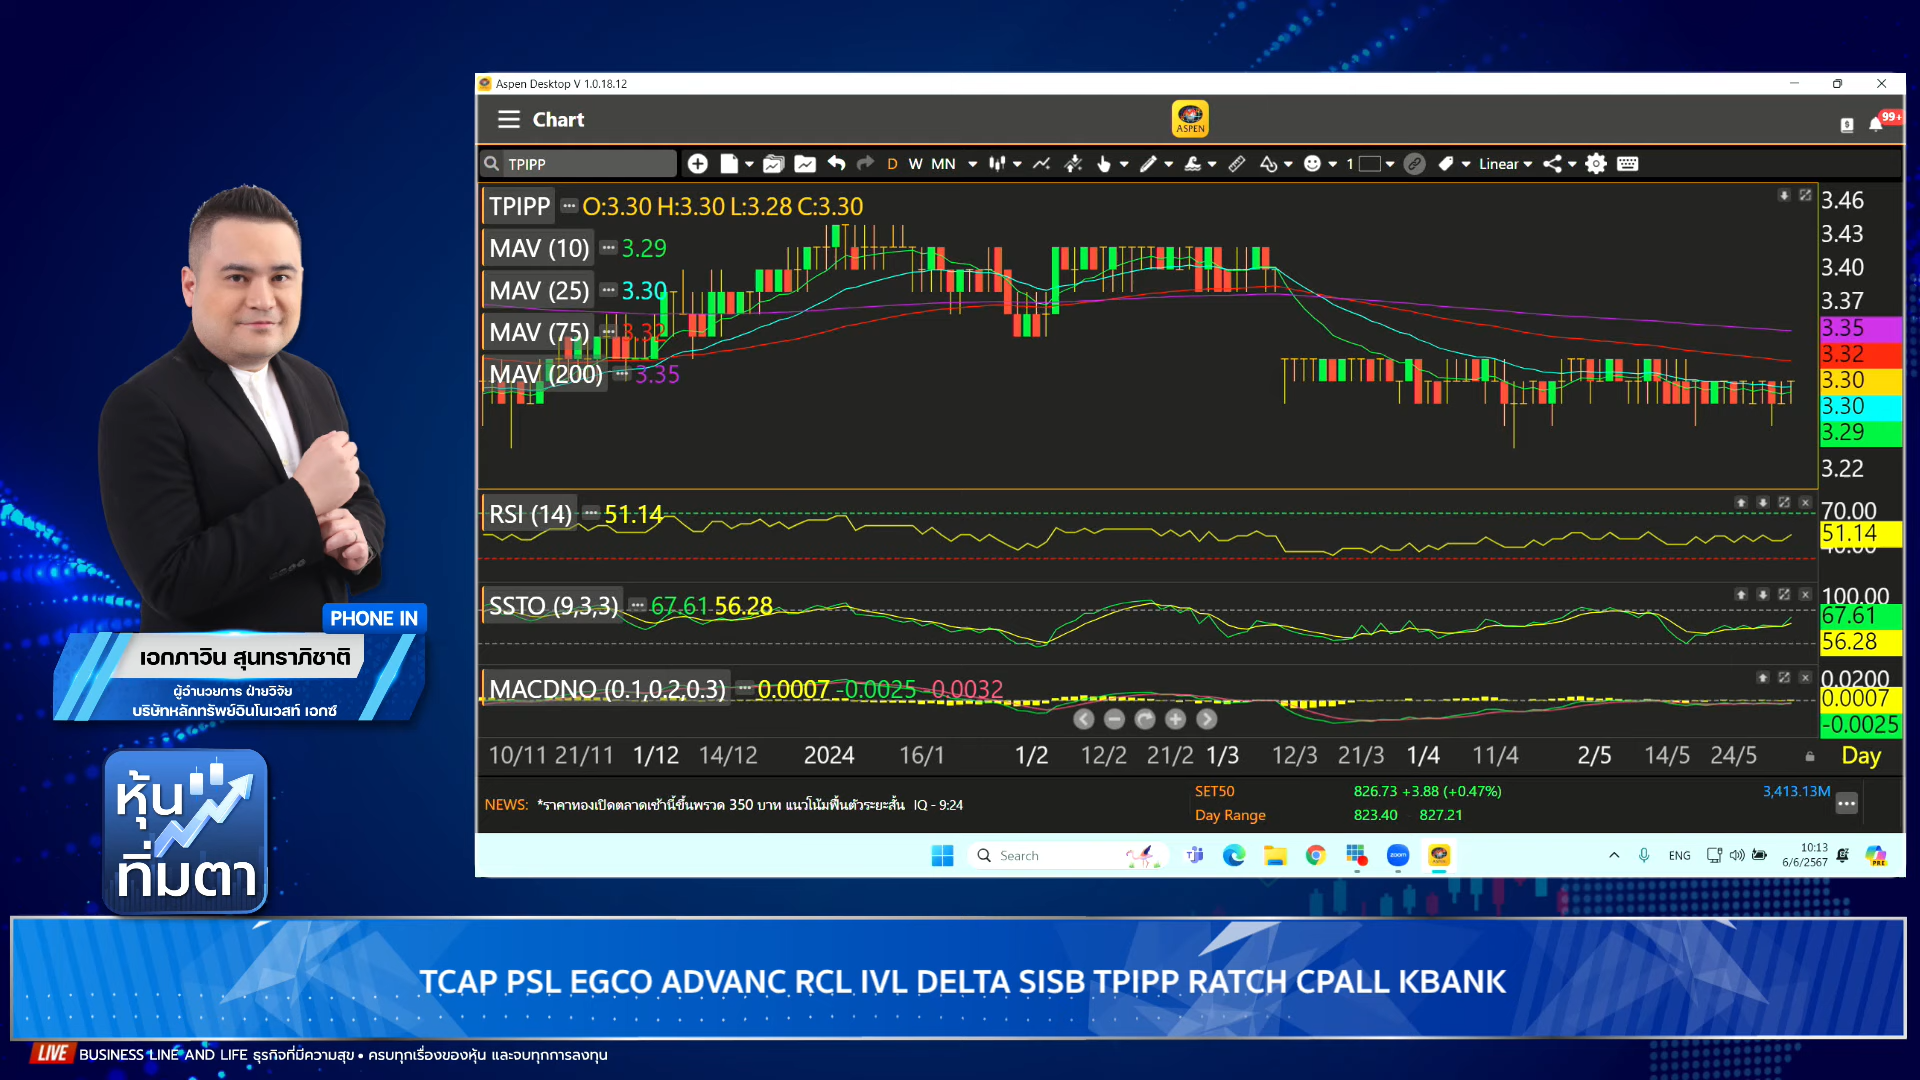 Aspen Desktop V 1.0.18.12
Chart
ASPEN
99+
TPIPP
D W MN
1
Linear
TPIPP O:3.30 H:3.30 L:3.28 C:3.30
MAV (10) 3.29
MAV (25) 3.30
MAV (75) 3.32
MAV (200) 3.35
3.46
3.43
3.40
3.37
3.35
3.32
3.30
3.30
3.29
3.22
RSI (14) 51.14
70.00
51.14
SSTO (9,3,3) 67.61 56.28
100.00
67.61
56.28
MACDNO (0.1,0.2,0.3) 0.0007 -0.0025 -0.0032
0.0200
0.0007
-0.0025
10/11 21/11 1/12 14/12 2024 16/1 1/2 12/2 21/2 1/3 12/3 21/3 1/4 11/4 2/5 14/5 24/5 Day
NEWS: *ราคาทองเปิดตลาดเช้านี้ขึ้นพรวด 350 บาท แนวโน้มฟื้นตัวระยะสั้น IQ - 9:24
SET50 826.73 +3.88 (+0.47%) 3,413.13M
Day Range 823.40 827.21
Search
zoom
ENG
10:13
6/6/2567
PRE
PHONE IN
เอกภาวิน สุนทราภิชาติ
ผู้อำนวยการ ฝ่ายวิจัย
บริษัทหลักทรัพย์อินโนเวสท์ เอกซ์
หุ้น
ทิ่มตา
TCAP PSL EGCO ADVANC RCL IVL DELTA SISB TPIPP RATCH CPALL KBANK
LIVE BUSINESS LINE AND LIFE ธุรกิจที่มีความสุข • ครบทุกเรื่องของหุ้น และจบทุกการลงทุน